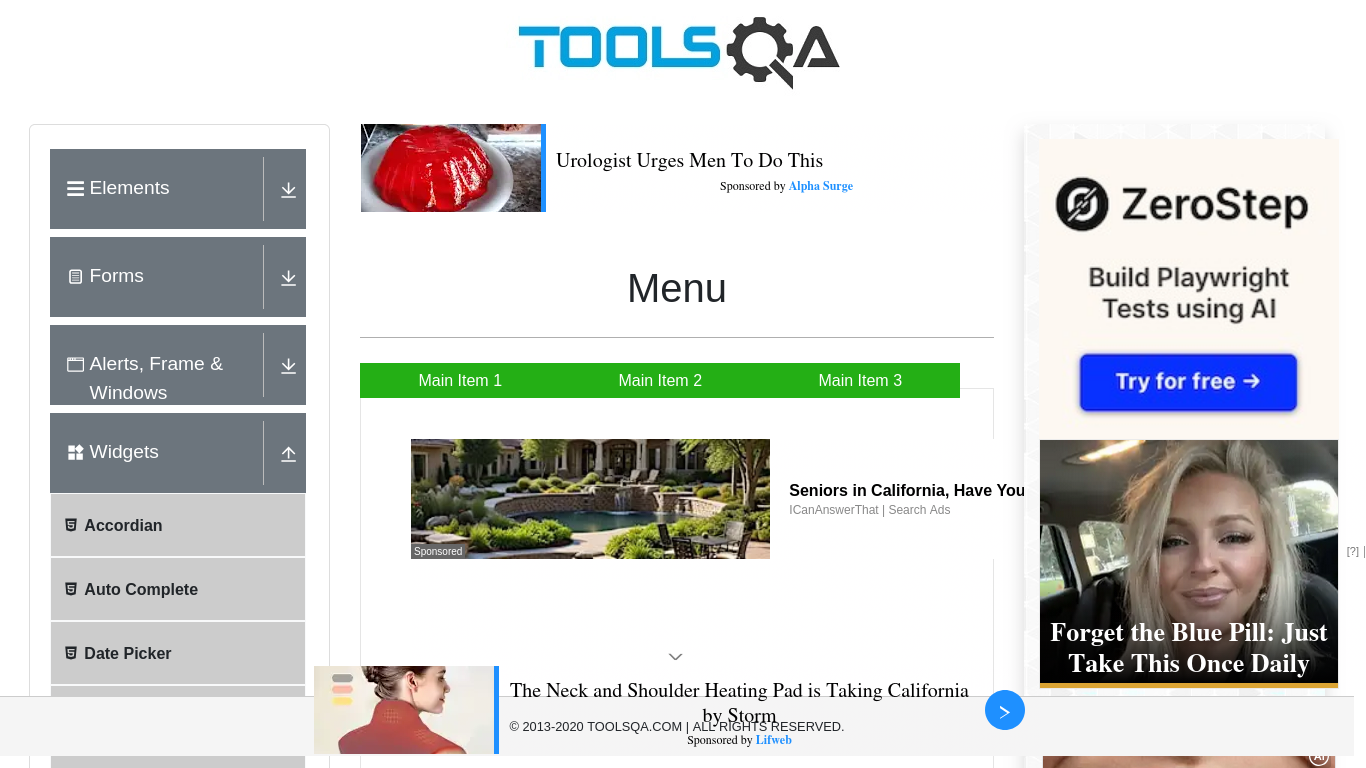 TOOLSQA
Elements
Forms
Alerts, Frame &
Windows
Widgets
Accordian
Auto Complete
Date Picker
Urologist Urges Men To Do This
Sponsored by Alpha Surge
Menu
Main Item 1
Main Item 2
Main Item 3
Sponsored
Seniors in California, Have You
ICanAnswerThat | Search Ads
ZeroStep
Build Playwright
Tests using AI
Try for free →
[?] |
Forget the Blue Pill: Just
Take This Once Daily
The Neck and Shoulder Heating Pad is Taking California
by Storm
© 2013-2020 TOOLSQA.COM | ALL RIGHTS RESERVED.
Sponsored by Lifweb
AI